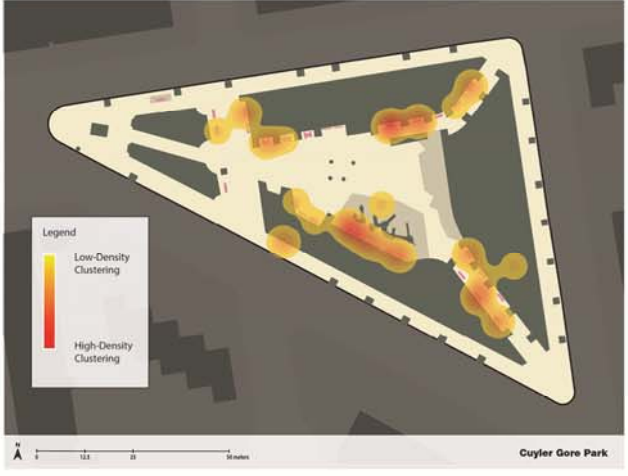 Legend
Low-Density
Clustering
High-Density
Clustering
N
0 12.5 25 50 meters
Cuyler Gore Park